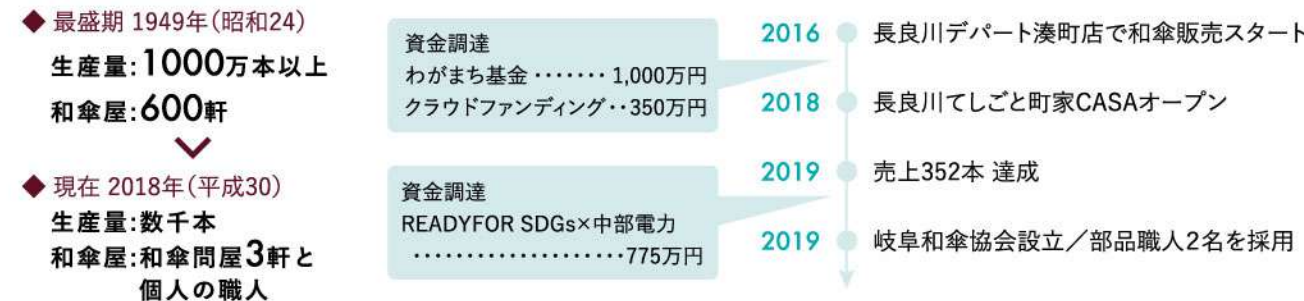 ◆ 最盛期 1949年(昭和24)
生産量:1000万本以上
和傘屋:600軒
◆ 現在 2018年(平成30)
生産量:数千本
和傘屋:和傘問屋3軒と
個人の職人
資金調達
わがまち基金・・・・・・・1,000万円
クラウドファンディング・・350万円
資金調達
READYFOR SDGs×中部電力
・・・・・・・・・・・・・・・・・・・・775万円
2016 長良川デパート湊町店で和傘販売スタート
2018 長良川てしごと町家CASAオープン
2019 売上352本 達成
2019 岐阜和傘協会設立／部品職人2名を採用